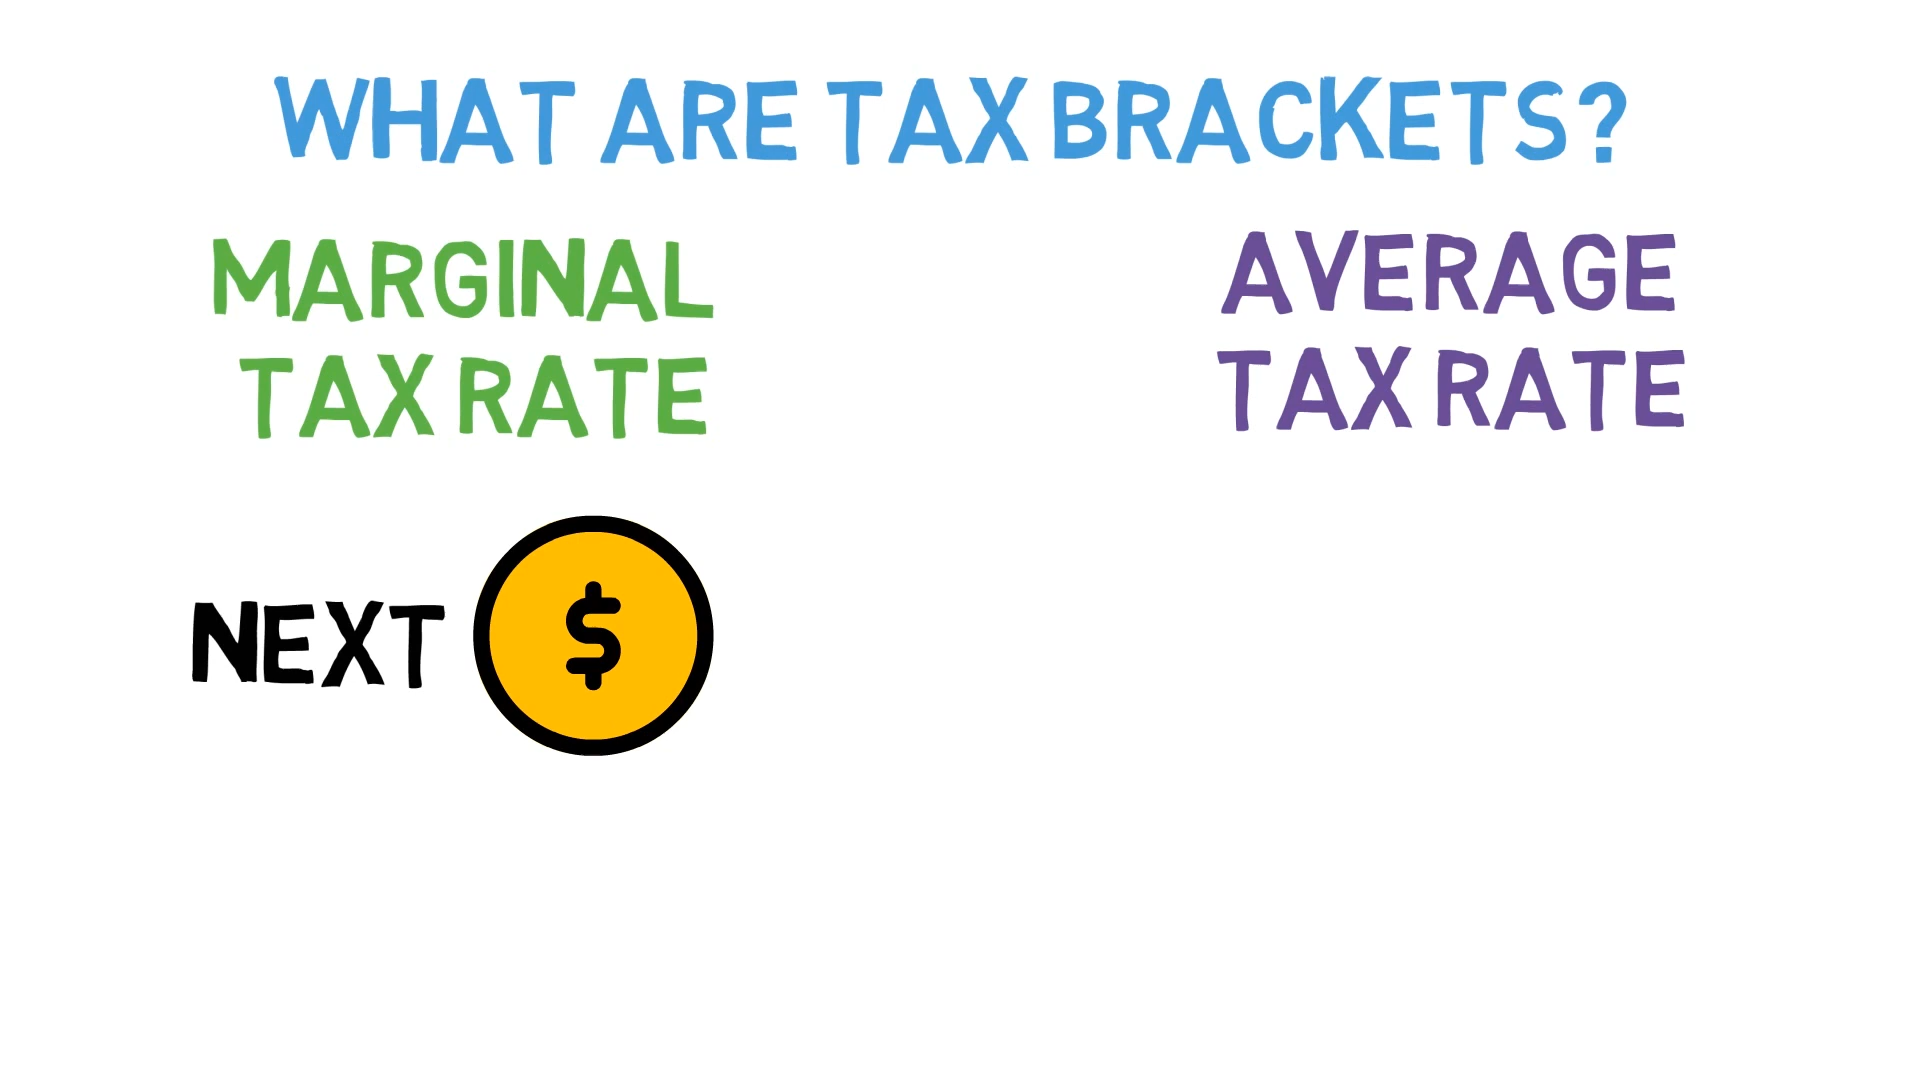 WHAT ARE TAX BRACKETS?
MARGINAL
TAX RATE
AVERAGE
TAX RATE
NEXT $